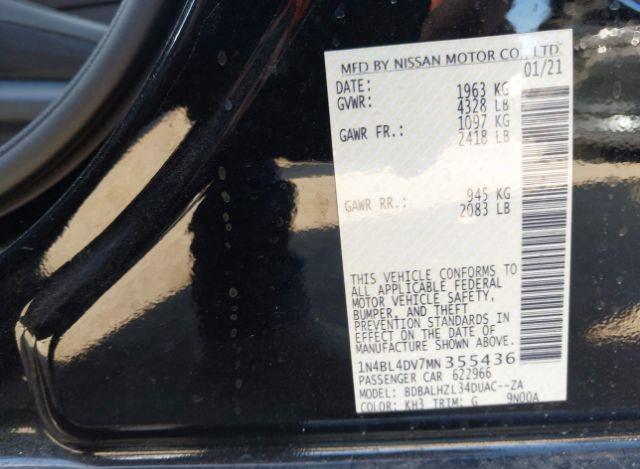 MFD BY NISSAN MOTOR CO., LTD.
DATE: 01/21
GVWR: 1963 KG
4328 LB
GAWR FR.: 1097 KG
2418 LB
GAWR RR.: 945 KG
2083 LB
THIS VEHICLE CONFORMS TO
ALL APPLICABLE FEDERAL
MOTOR VEHICLE SAFETY,
BUMPER, AND THEFT
PREVENTION STANDARDS
IN EFFECT ON THE DATE OF
MANUFACTURE SHOWN ABOVE.
1N4BL4DV7MN355436
PASSENGER CAR 622966
MODEL: BDBALHZL34DUAC--ZA
COLOR: KH3 TRIM: G 9N00A